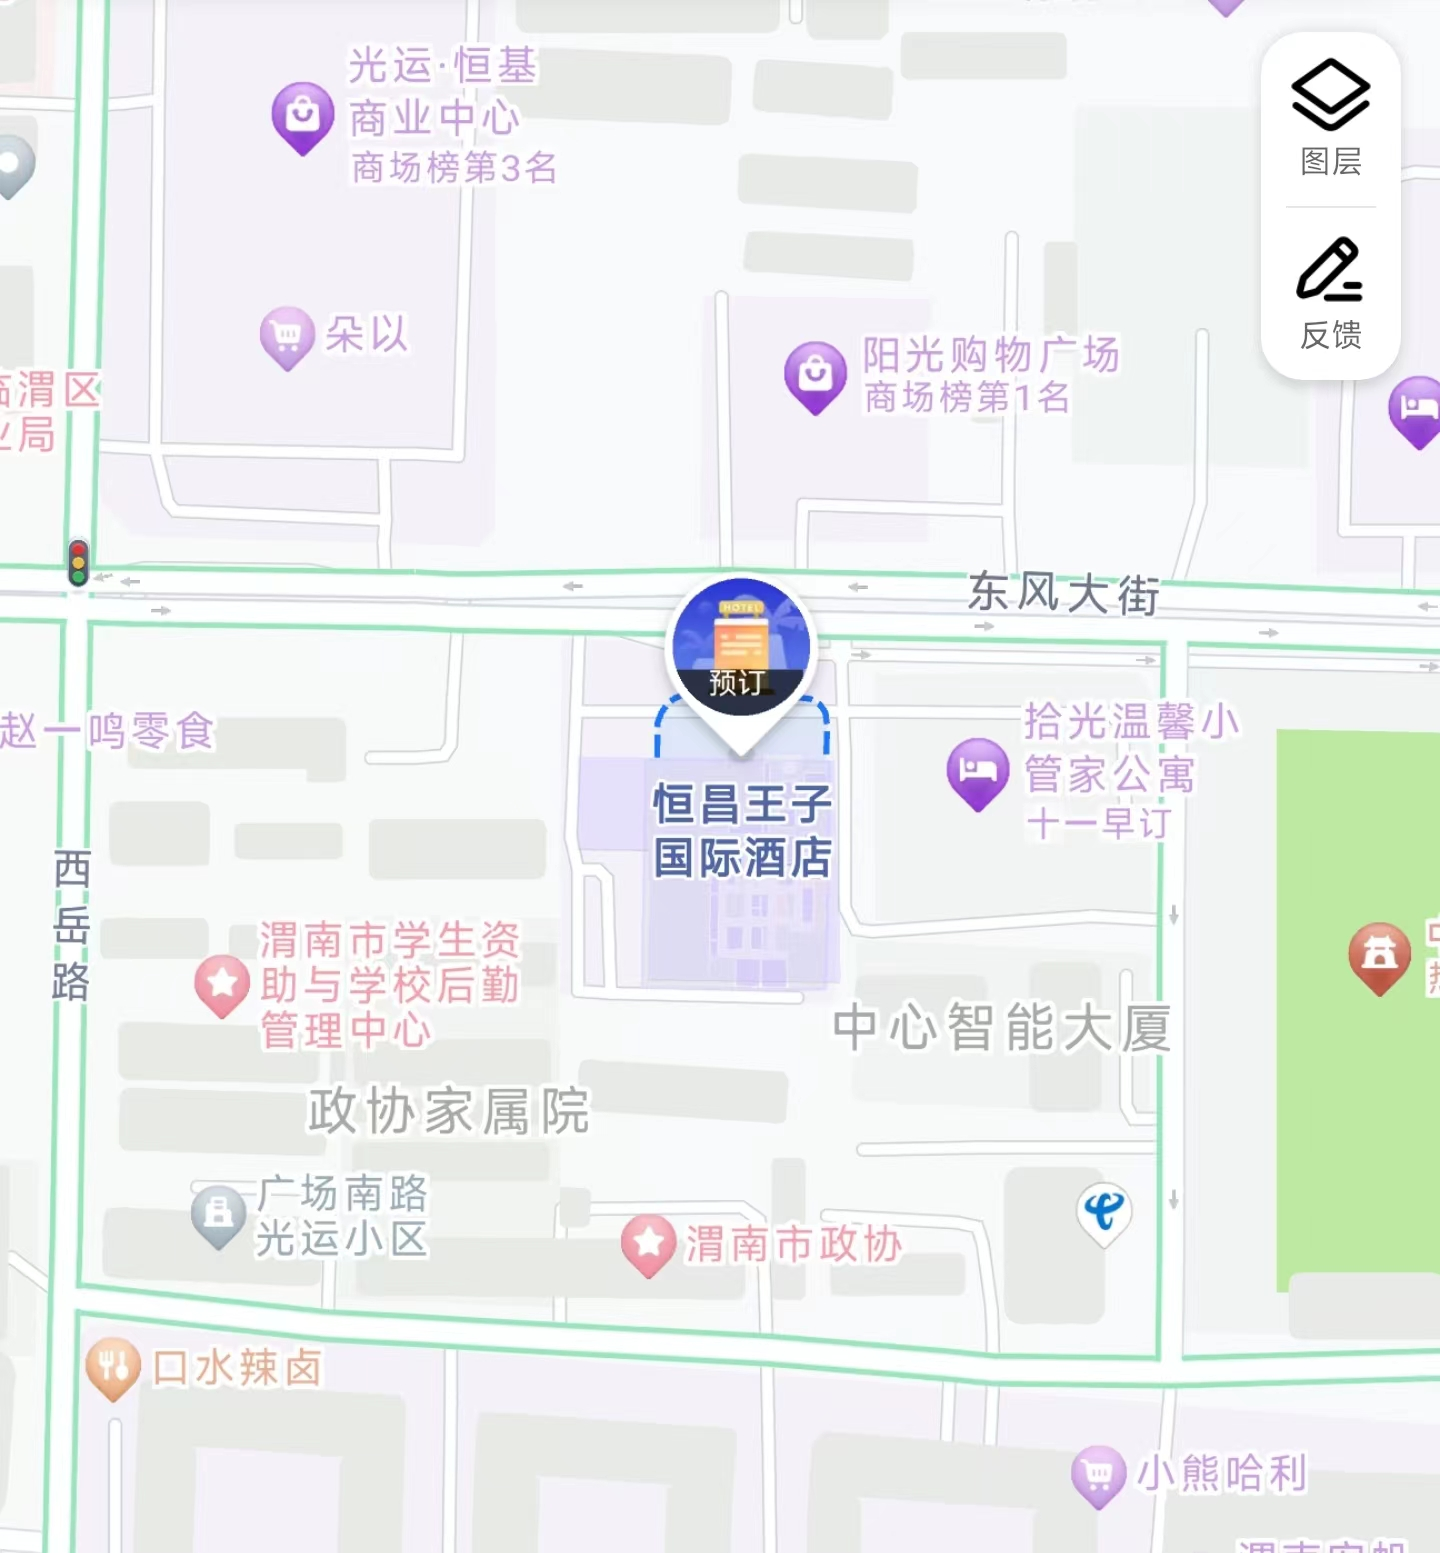 光运·恒基
商业中心
商场榜第3名
图层
反馈
朵以
阳光购物广场
商场榜第1名
临渭区
业局
东风大街
HOTEL
预订
赵一鸣零食
拾光温馨小
管家公寓
十一早订
恒昌王子
国际酒店
西岳路
渭南市学生资
助与学校后勤
管理中心
中心智能大厦
政协家属院
广场南路
光运小区
渭南市政协
口水辣卤
小熊哈利